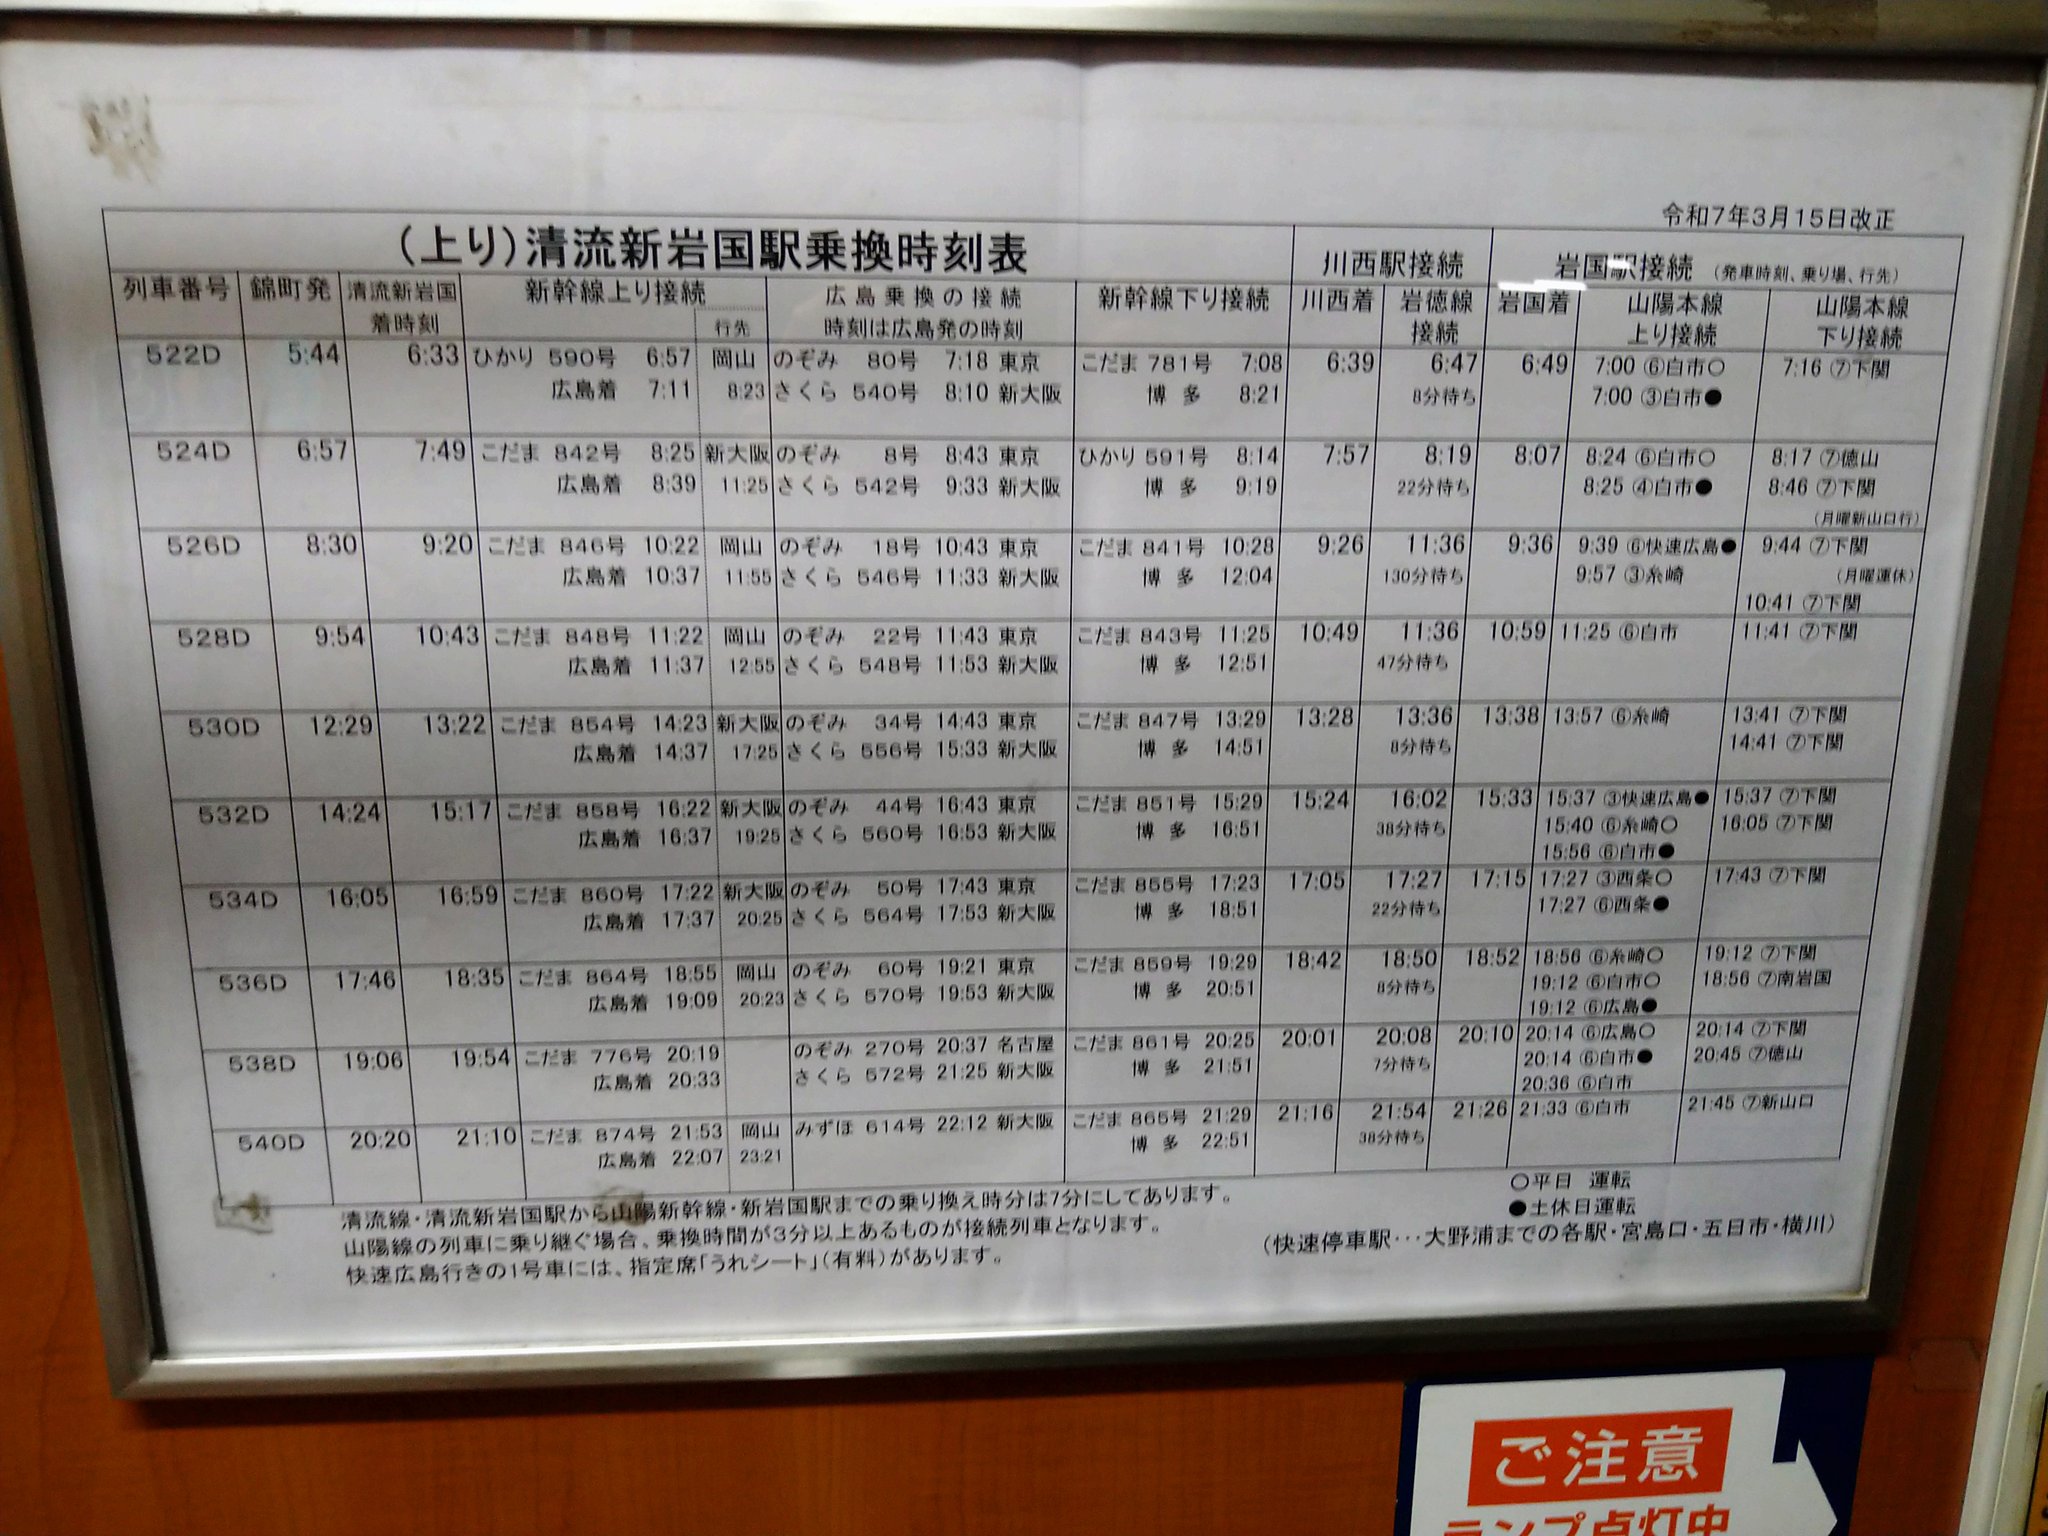 令和7年3月15日改正
(上り)清流新岩国駅乗換時刻表 川西駅接続 岩国駅接続 (発車時刻、乗り場、行先)
列車番号 錦町発 清流新岩国 新幹線上り接続 広島乗換の接続 新幹線下り接続 川西着 岩徳線 岩国着 山陽本線 山陽本線
着時刻 行先 時刻は広島発の時刻 接続 上り接続 下り接続
522D 5:44 6:33 ひかり 590号 6:57 岡山 のぞみ 80号 7:18 東京 こだま 781号 7:08 6:39 6:47 6:49 7:00 ⑥白市○ 7:16 ⑦下関
広島着 7:11 8:23 さくら 540号 8:10 新大阪 博多 8:21 8分待ち 7:00 ③白市●
524D 6:57 7:49 こだま 842号 8:25 新大阪 のぞみ 8号 8:43 東京 ひかり 591号 8:14 7:57 8:19 8:07 8:24 ⑥白市○ 8:17 ⑦徳山
広島着 8:39 11:25 さくら 542号 9:33 新大阪 博多 9:19 22分待ち 8:25 ④白市● 8:46 ⑦下関
(月曜新山口行)
526D 8:30 9:20 こだま 846号 10:22 岡山 のぞみ 18号 10:43 東京 こだま 841号 10:28 9:26 11:36 9:36 9:39 ⑥快速広島● 9:44 ⑦下関
広島着 10:37 11:55 さくら 546号 11:33 新大阪 博多 12:04 130分待ち 9:57 ③糸崎 (月曜運休)
10:41 ⑦下関
528D 9:54 10:43 こだま 848号 11:22 岡山 のぞみ 22号 11:43 東京 こだま 843号 11:25 10:49 11:36 10:59 11:25 ⑥白市 11:41 ⑦下関
広島着 11:37 12:55 さくら 548号 11:53 新大阪 博多 12:51 47分待ち
530D 12:29 13:22 こだま 854号 14:23 新大阪 のぞみ 34号 14:43 東京 こだま 847号 13:29 13:28 13:36 13:38 13:57 ⑥糸崎 13:41 ⑦下関
広島着 14:37 17:25 さくら 556号 15:33 新大阪 博多 14:51 8分待ち 14:41 ⑦下関
532D 14:24 15:17 こだま 858号 16:22 新大阪 のぞみ 44号 16:43 東京 こだま 851号 15:29 15:24 16:02 15:33 15:37 ③快速広島● 15:37 ⑦下関
広島着 16:37 19:25 さくら 560号 16:53 新大阪 博多 16:51 38分待ち 15:40 ⑥糸崎○ 16:05 ⑦下関
15:56 ⑥白市●
534D 16:05 16:59 こだま 860号 17:22 新大阪 のぞみ 50号 17:43 東京 こだま 855号 17:23 17:05 17:27 17:15 17:27 ③西条○ 17:43 ⑦下関
広島着 17:37 20:25 さくら 564号 17:53 新大阪 博多 18:51 22分待ち 17:27 ⑥西条●
536D 17:46 18:35 こだま 864号 18:55 岡山 のぞみ 60号 19:21 東京 こだま 859号 19:29 18:42 18:50 18:52 18:56 ⑥糸崎○ 19:12 ⑦下関
広島着 19:09 20:23 さくら 570号 19:53 新大阪 博多 20:51 8分待ち 19:12 ⑥白市○ 18:56 ⑦南岩国
19:12 ⑥広島●
538D 19:06 19:54 こだま 776号 20:19 のぞみ 270号 20:37 名古屋 こだま 861号 20:25 20:01 20:08 20:10 20:14 ⑥広島○ 20:14 ⑦下関
広島着 20:33 さくら 572号 21:25 新大阪 博多 21:51 7分待ち 20:14 ⑥白市● 20:45 ⑦徳山
20:36 ⑥白市
540D 20:20 21:10 こだま 874号 21:53 岡山 みずほ 614号 22:12 新大阪 こだま 865号 21:29 21:16 21:54 21:26 21:33 ⑥白市 21:45 ⑦新山口
広島着 22:07 23:21 博多 22:51 38分待ち
清流線・清流新岩国駅から山陽新幹線・新岩国駅までの乗り換え時分は7分にしてあります。
山陽線の列車に乗り継ぐ場合、乗換時間が3分以上あるものが接続列車となります。
快速広島行きの1号車には、指定席「うれシート」(有料)があります。
○平日 運転
●土休日運転
(快速停車駅・・・大野浦までの各駅・宮島口・五日市・横川)
ご注意
ランプ点灯中